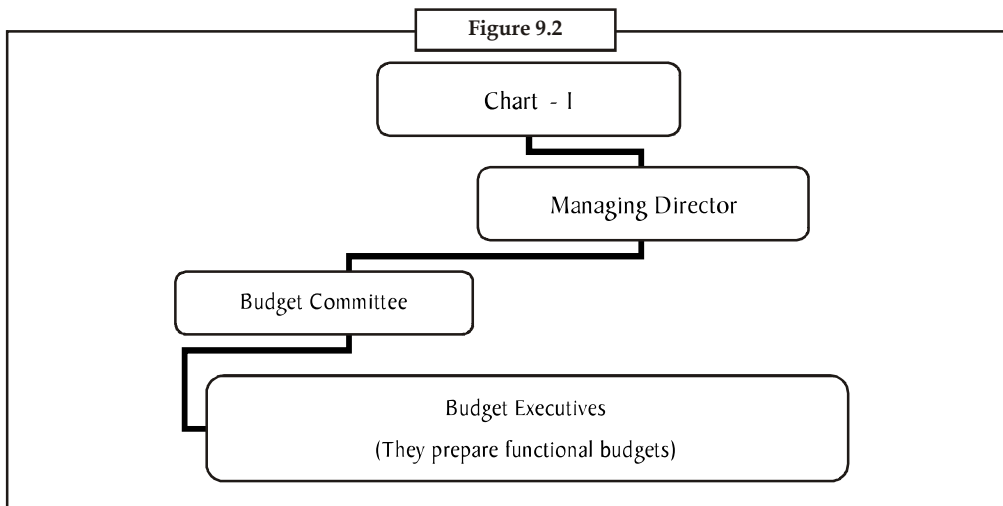 Figure 9.2
Chart - I
Managing Director
Budget Committee
Budget Executives
(They prepare functional budgets)